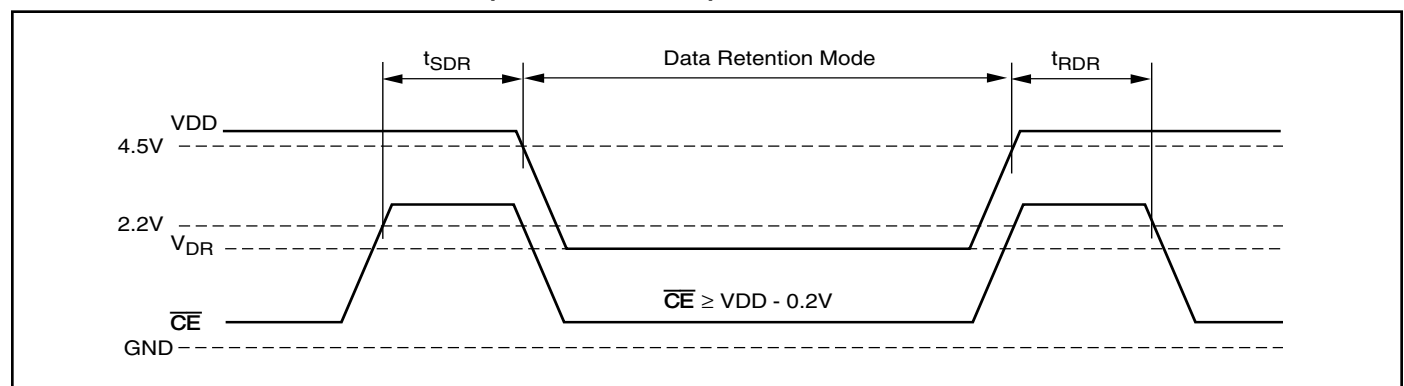 tSDR
Data Retention Mode
tRDR
VDD
4.5V
2.2V
VDR
CE ≥ VDD - 0.2V
CE
GND